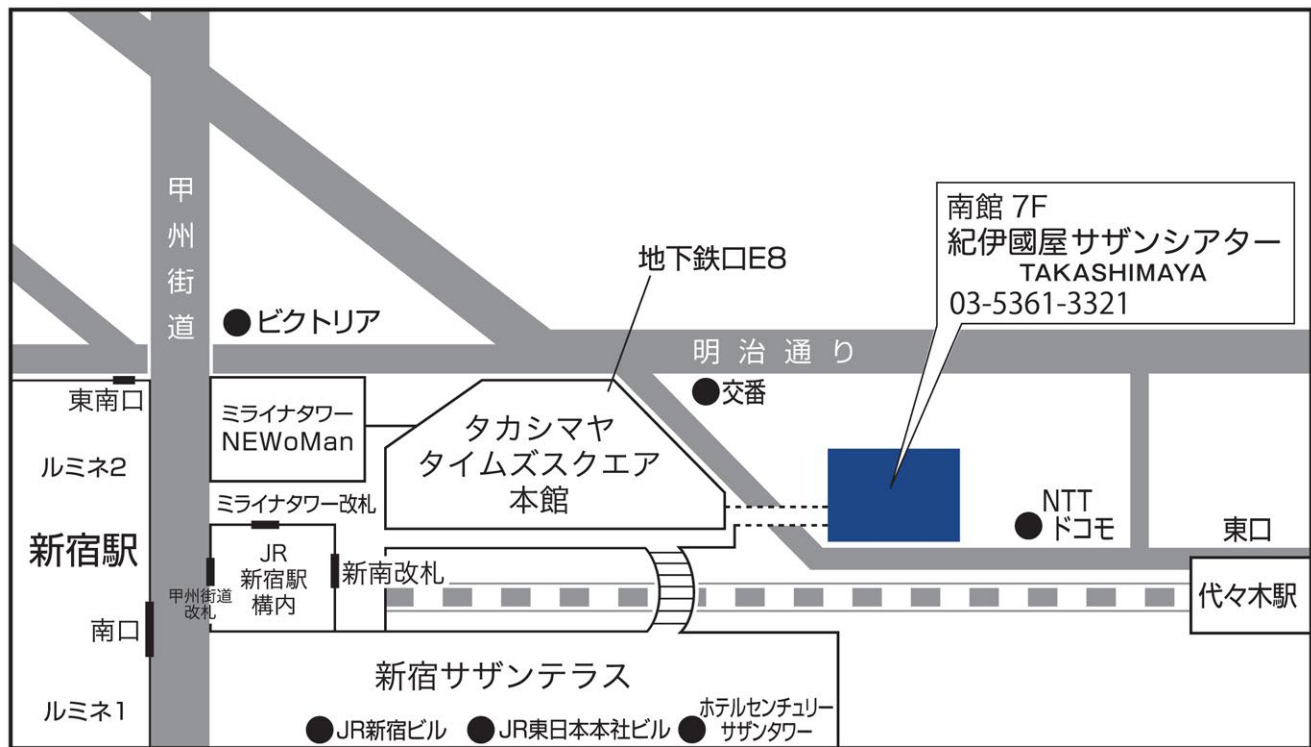 甲州街道
南館 7F
紀伊國屋サザンシアター
TAKASHIMAYA
03-5361-3321
地下鉄口E8
ビクトリア
明治通り
東南口
ミライナタワー
NEWoMan
タカシマヤ
タイムズスクエア
本館
交番
ルミネ2
ミライナタワー改札
NTT
ドコモ
東口
新宿駅
JR
新宿駅
構内
新南改札
甲州街道
改札
代々木駅
南口
新宿サザンテラス
ルミネ1
JR新宿ビル
JR東日本本社ビル
ホテルセンチュリー
サザンタワー